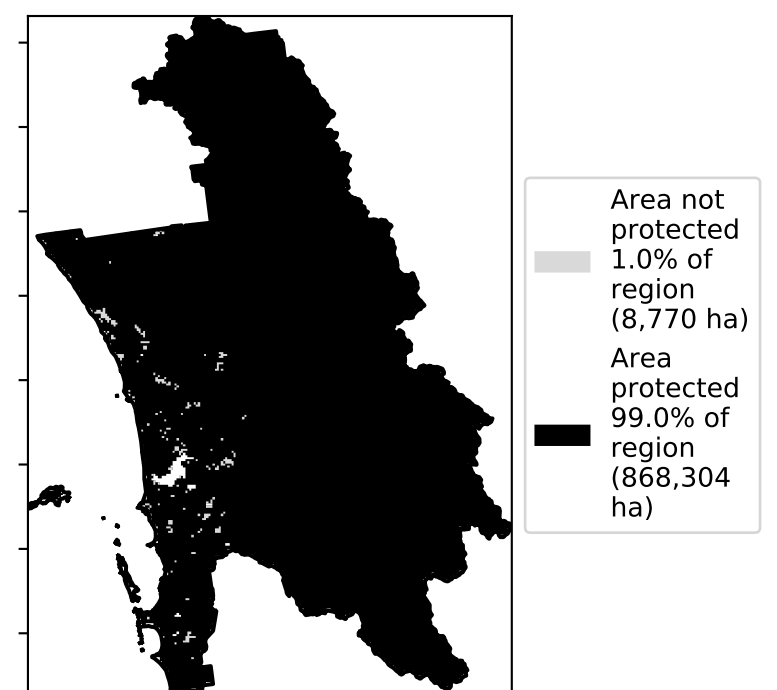 Area not
protected
1.0% of
region
(8,770 ha)
Area
protected
99.0% of
region
(868,304
ha)